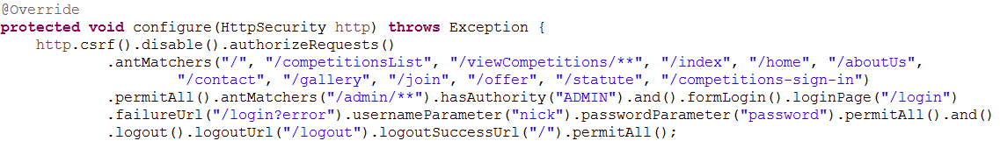 @Override
protected void configure(HttpSecurity http) throws Exception {
http.csrf().disable().authorizeRequests()
.antMatchers("/", "/competitionsList", "/viewCompetitions/**", "/index", "/home", "/aboutUs",
"/contact", "/gallery", "/join", "/offer", "/statute", "/competitions-sign-in")
.permitAll().antMatchers("/admin/**").hasAuthority("ADMIN").and().formLogin().loginPage("/login")
.failureUrl("/login?error").usernameParameter("nick").passwordParameter("password").permitAll().and()
.logout().logoutUrl("/logout").logoutSuccessUrl("/").permitAll();